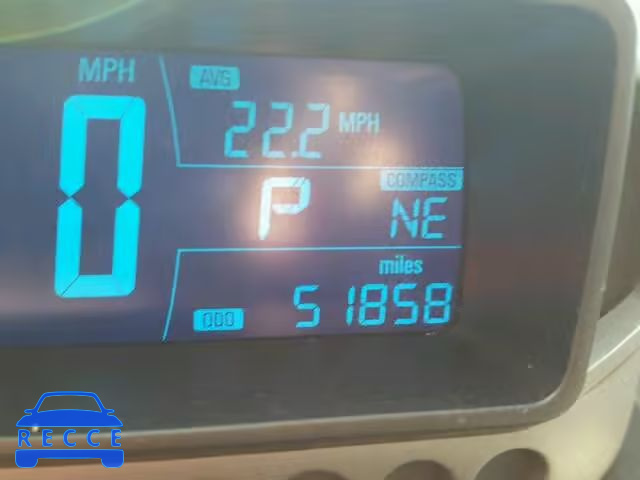 MPH
AVG
0
22.2 MPH
P
COMPASS
NE
miles
ODO
51858
RECCE